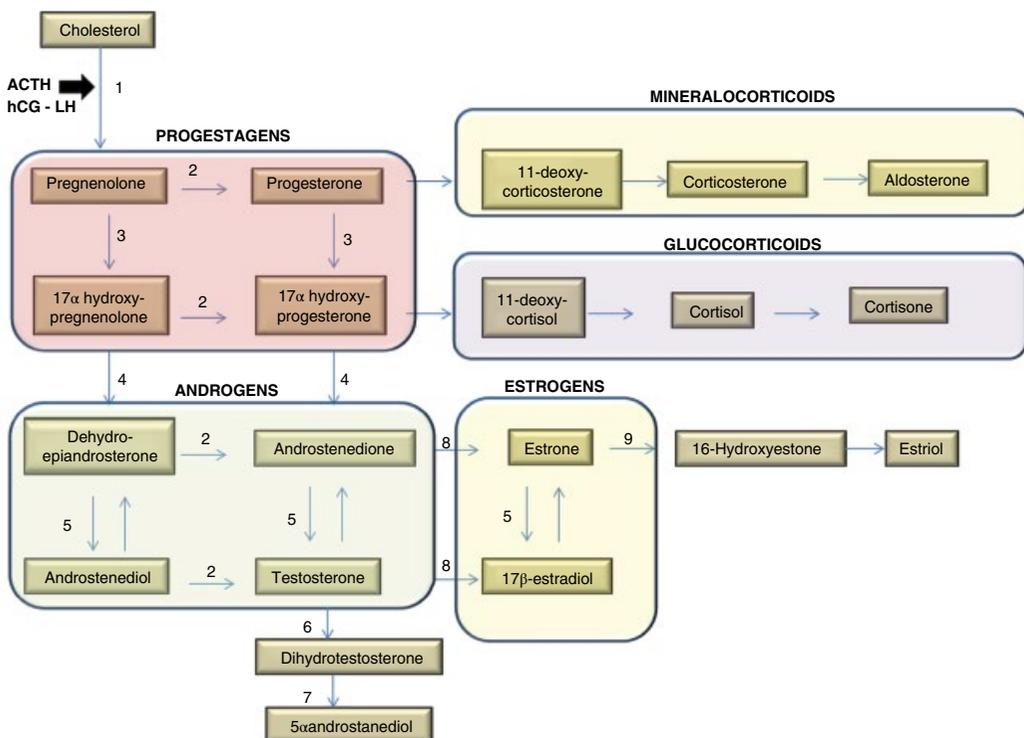 Cholesterol
ACTH
hCG - LH
1
PROGESTAGENS
MINERALOCORTICOIDS
Pregnenolone
2
Progesterone
11-deoxy-
corticosterone
Corticosterone
Aldosterone
3
3
GLUCOCORTICOIDS
17α hydroxy-
pregnenolone
2
17α hydroxy-
progesterone
11-deoxy-
cortisol
Cortisol
Cortisone
4
4
ANDROGENS
ESTROGENS
Dehydro-
epiandrosterone
2
Androstenedione
8
Estrone
9
16-Hydroxyestone
Estriol
5
5
5
Androstenediol
2
Testosterone
8
17β-estradiol
6
Dihydrotestosterone
7
5αandrostanediol